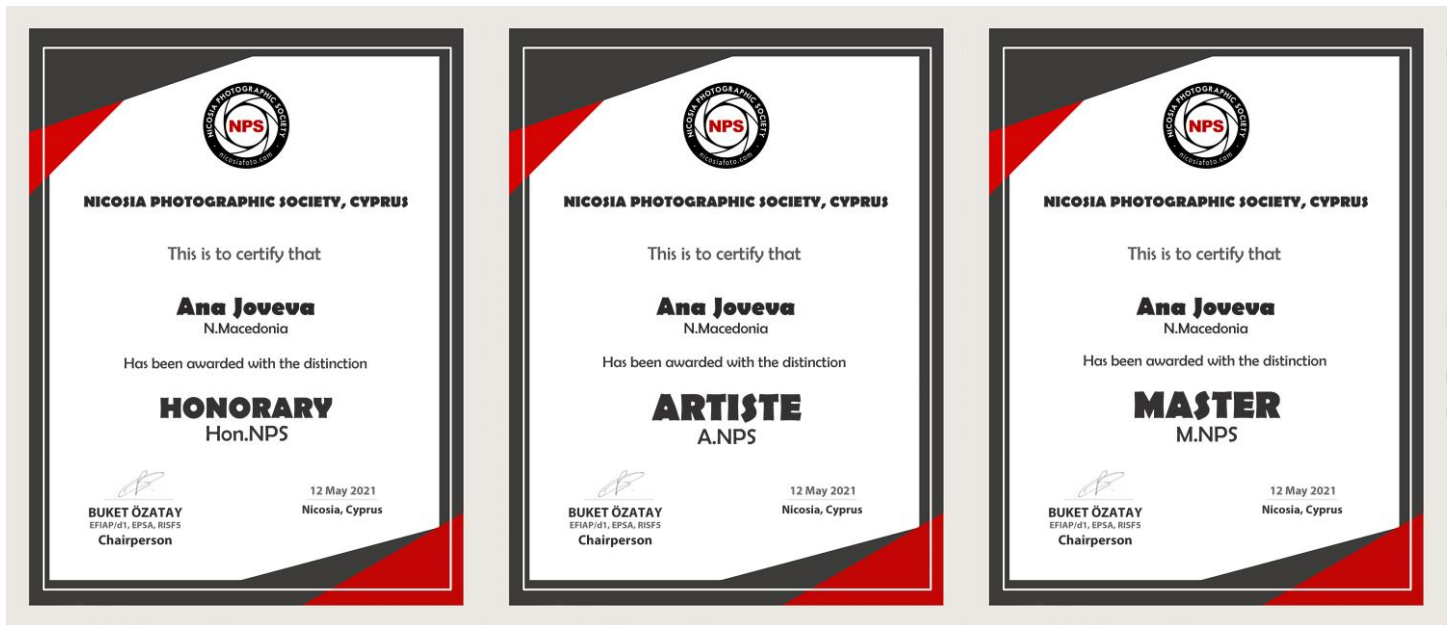 NICOSIA PHOTOGRAPHIC SOCIETY
NPS
nicosiafoto.com
NICOSIA PHOTOGRAPHIC SOCIETY, CYPRUS
This is to certify that
Ana Joveva
N.Macedonia
Has been awarded with the distinction
HONORARY
Hon.NPS
12 May 2021
Nicosia, Cyprus
BUKET ÖZATAY
EFIAP/d1, EPSA, RISF5
Chairperson
NICOSIA PHOTOGRAPHIC SOCIETY
NPS
nicosiafoto.com
NICOSIA PHOTOGRAPHIC SOCIETY, CYPRUS
This is to certify that
Ana Joveva
N.Macedonia
Has been awarded with the distinction
ARTISTE
A.NPS
12 May 2021
Nicosia, Cyprus
BUKET ÖZATAY
EFIAP/d1, EPSA, RISF5
Chairperson
NICOSIA PHOTOGRAPHIC SOCIETY
NPS
nicosiafoto.com
NICOSIA PHOTOGRAPHIC SOCIETY, CYPRUS
This is to certify that
Ana Joveva
N.Macedonia
Has been awarded with the distinction
MASTER
M.NPS
12 May 2021
Nicosia, Cyprus
BUKET ÖZATAY
EFIAP/d1, EPSA, RISF5
Chairperson